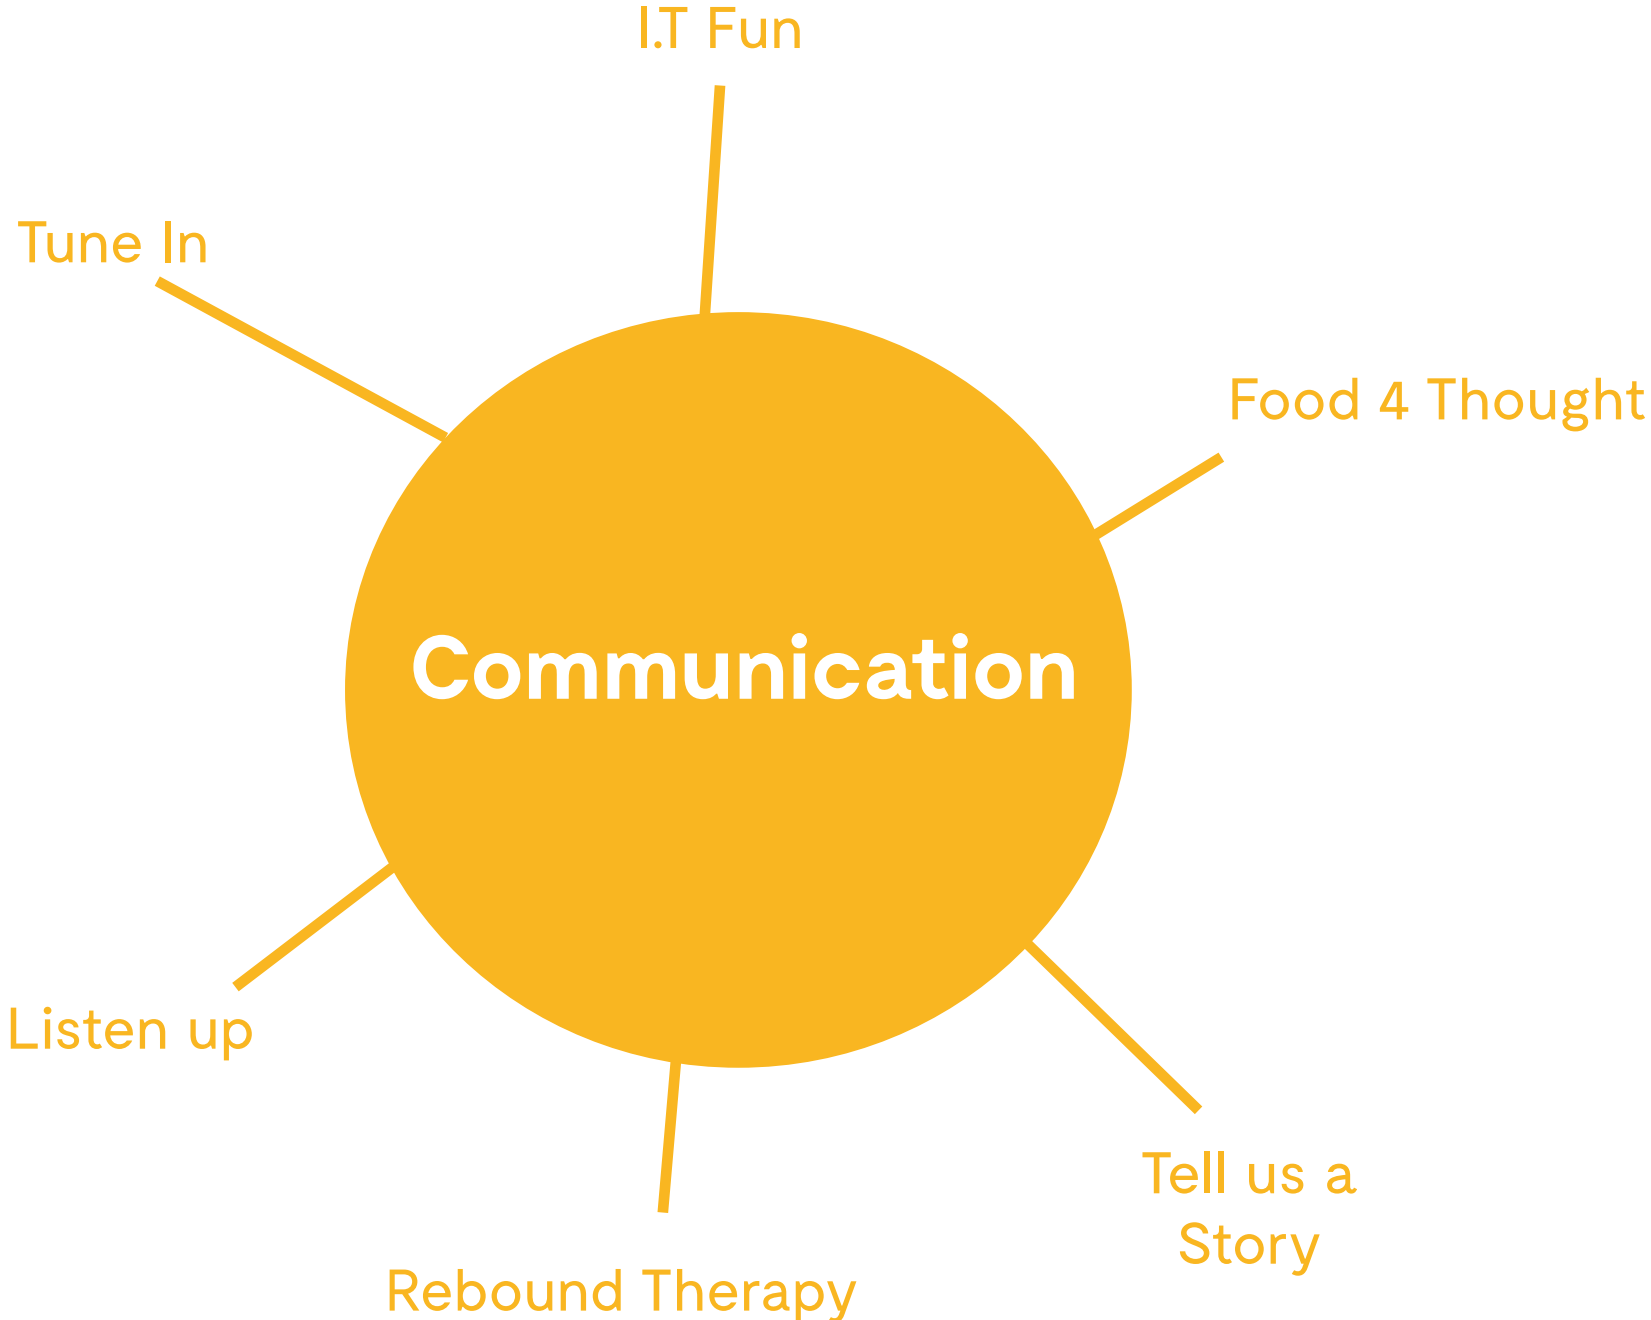 I.T Fun
Tune In
Food 4 Thought
Communication
Listen up
Tell us a
Story
Rebound Therapy